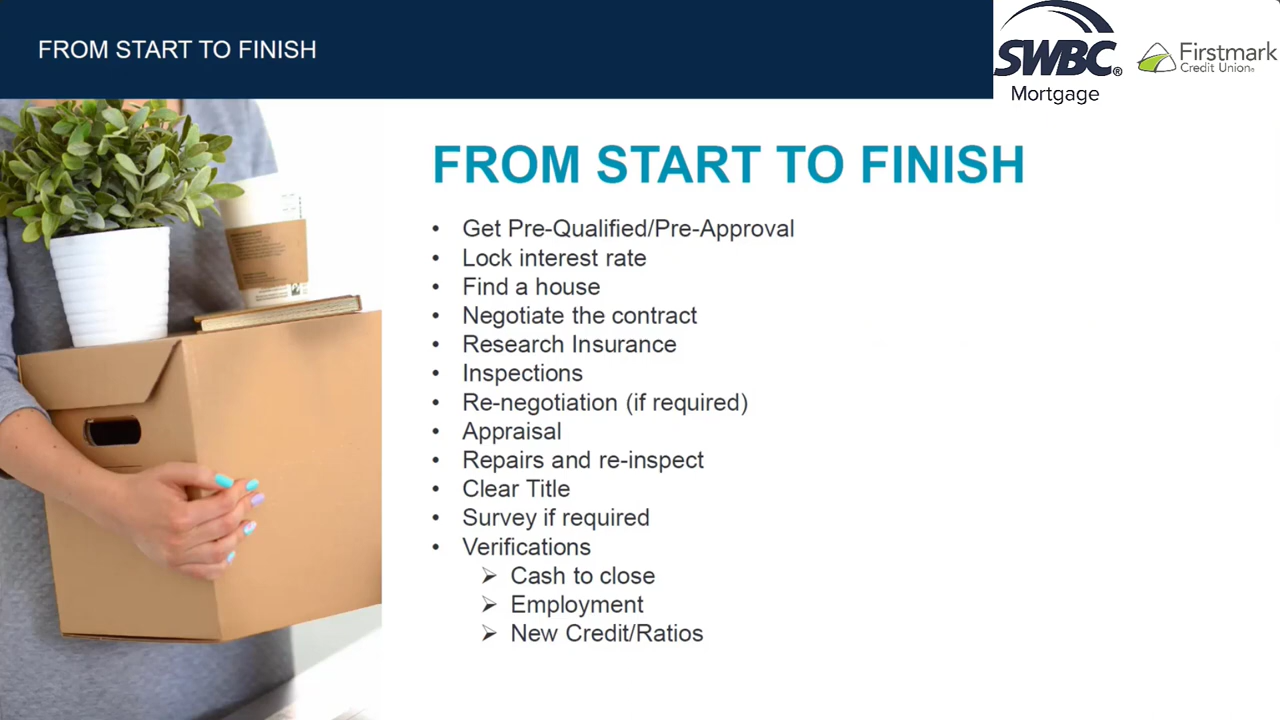 FROM START TO FINISH
SWBC®
Mortgage
Firstmark
Credit Union®
FROM START TO FINISH
• Get Pre-Qualified/Pre-Approval
• Lock interest rate
• Find a house
• Negotiate the contract
• Research Insurance
• Inspections
• Re-negotiation (if required)
• Appraisal
• Repairs and re-inspect
• Clear Title
• Survey if required
• Verifications
➢ Cash to close
➢ Employment
➢ New Credit/Ratios